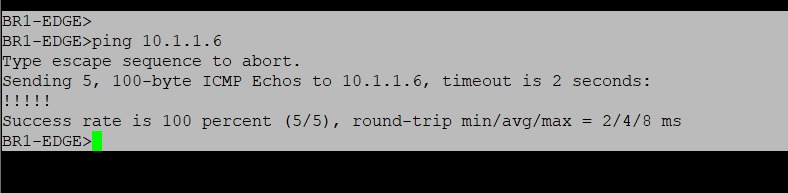 BR1-EDGE>
BR1-EDGE>ping 10.1.1.6
Type escape sequence to abort.
Sending 5, 100-byte ICMP Echos to 10.1.1.6, timeout is 2 seconds:
!!!!!
Success rate is 100 percent (5/5), round-trip min/avg/max = 2/4/8 ms
BR1-EDGE>